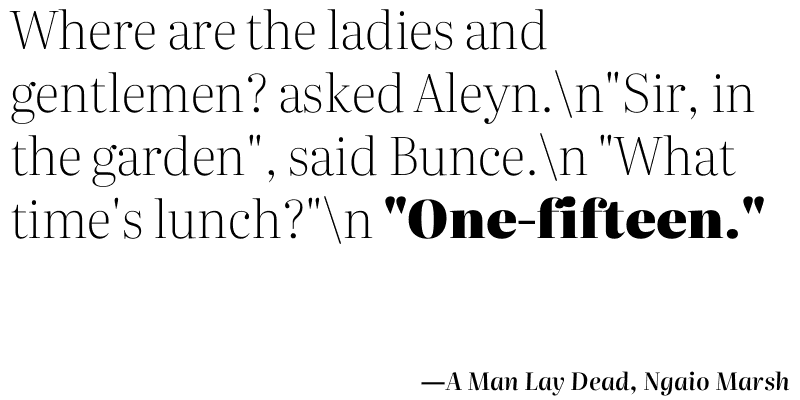 Where are the ladies and
gentlemen? asked Aleyn.\n"Sir, in
the garden", said Bunce.\n "What
time's lunch?"\n "One-fifteen."
—A Man Lay Dead, Ngaio Marsh